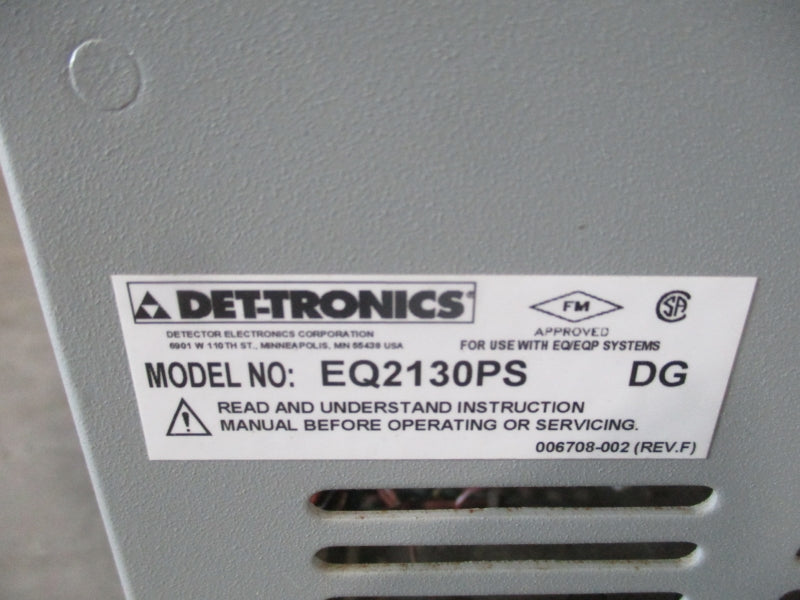 DET-TRONICS®
DETECTOR ELECTRONICS CORPORATION
6901 W 110TH ST., MINNEAPOLIS, MN 55438 USA
FM
APPROVED
SA
FOR USE WITH EQ/EQP SYSTEMS
MODEL NO: EQ2130PS DG
READ AND UNDERSTAND INSTRUCTION
MANUAL BEFORE OPERATING OR SERVICING.
006708-002 (REV.F)